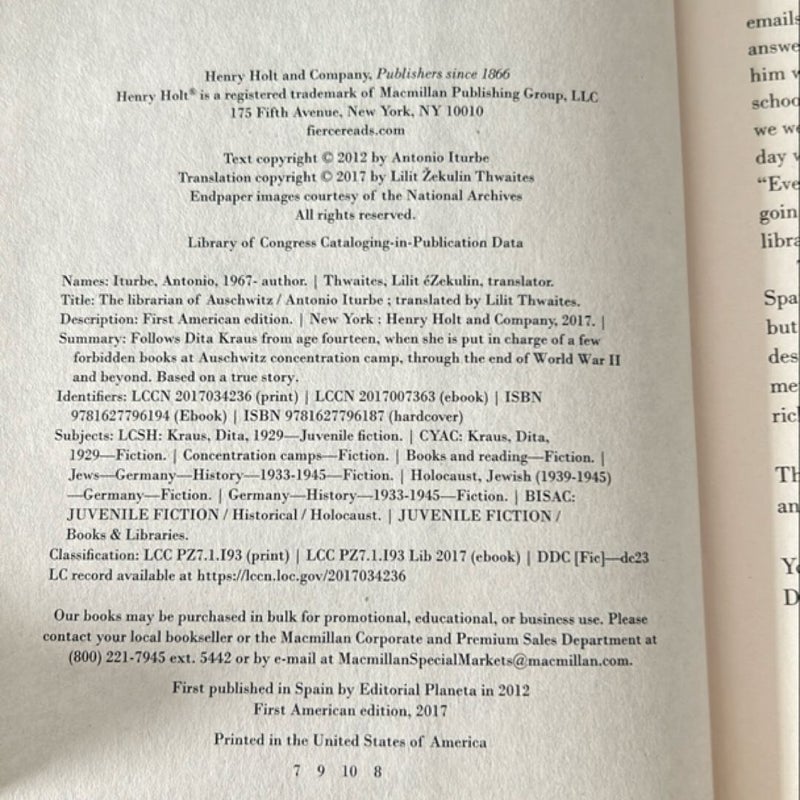 Henry Holt and Company, Publishers since 1866
Henry Holt® is a registered trademark of Macmillan Publishing Group, LLC
175 Fifth Avenue, New York, NY 10010
fiercereads.com
Text copyright © 2012 by Antonio Iturbe
Translation copyright © 2017 by Lilit Žekulin Thwaites
Endpaper images courtesy of the National Archives
All rights reserved.
Library of Congress Cataloging-in-Publication Data
Names: Iturbe, Antonio, 1967- author. | Thwaites, Lilit éZekulin, translator.
Title: The librarian of Auschwitz / Antonio Iturbe ; translated by Lilit Thwaites.
Description: First American edition. | New York : Henry Holt and Company, 2017. |
Summary: Follows Dita Kraus from age fourteen, when she is put in charge of a few
forbidden books at Auschwitz concentration camp, through the end of World War II
and beyond. Based on a true story.
Identifiers: LCCN 2017034236 (print) | LCCN 2017007363 (ebook) | ISBN
9781627796194 (Ebook) | ISBN 9781627796187 (hardcover)
Subjects: LCSH: Kraus, Dita, 1929—Juvenile fiction. | CYAC: Kraus, Dita,
1929—Fiction. | Concentration camps—Fiction. | Books and reading—Fiction. |
Jews—Germany—History—1933-1945—Fiction. | Holocaust, Jewish (1939-1945)
—Germany—Fiction. | Germany—History—1933-1945—Fiction. | BISAC:
JUVENILE FICTION / Historical / Holocaust. | JUVENILE FICTION /
Books & Libraries.
Classification: LCC PZ7.1.I93 (print) | LCC PZ7.1.I93 Lib 2017 (ebook) | DDC [Fic]—dc23
LC record available at https://lccn.loc.gov/2017034236
Our books may be purchased in bulk for promotional, educational, or business use. Please
contact your local bookseller or the Macmillan Corporate and Premium Sales Department at
(800) 221-7945 ext. 5442 or by e-mail at MacmillanSpecialMarkets@macmillan.com.
First published in Spain by Editorial Planeta in 2012
First American edition, 2017
Printed in the United States of America
7 9 10 8
emails
answe
him
schoo
we we
day
"Eve
goin
libra
Spa
but
des
me
ric
Th
an
Yo
D